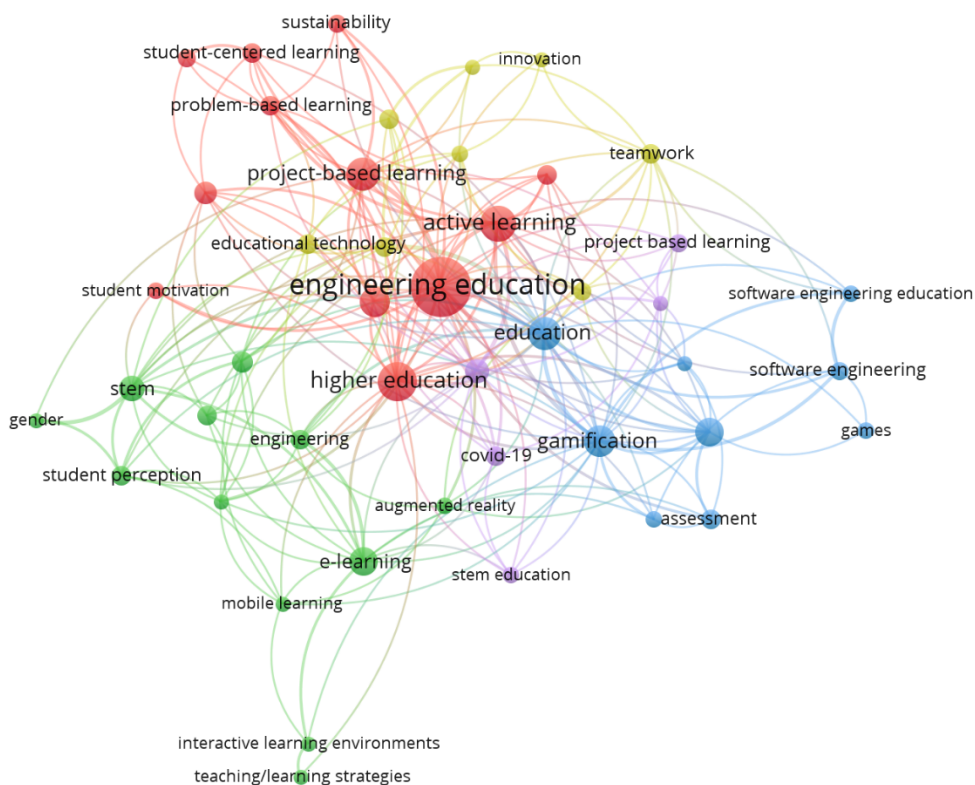 sustainability
student-centered learning
innovation
problem-based learning
teamwork
project-based learning
active learning
educational technology
project based learning
engineering education
student motivation
software engineering education
education
software engineering
higher education
stem
gender
engineering
gamification
games
covid-19
student perception
augmented reality
assessment
e-learning
stem education
mobile learning
interactive learning environments
teaching/learning strategies